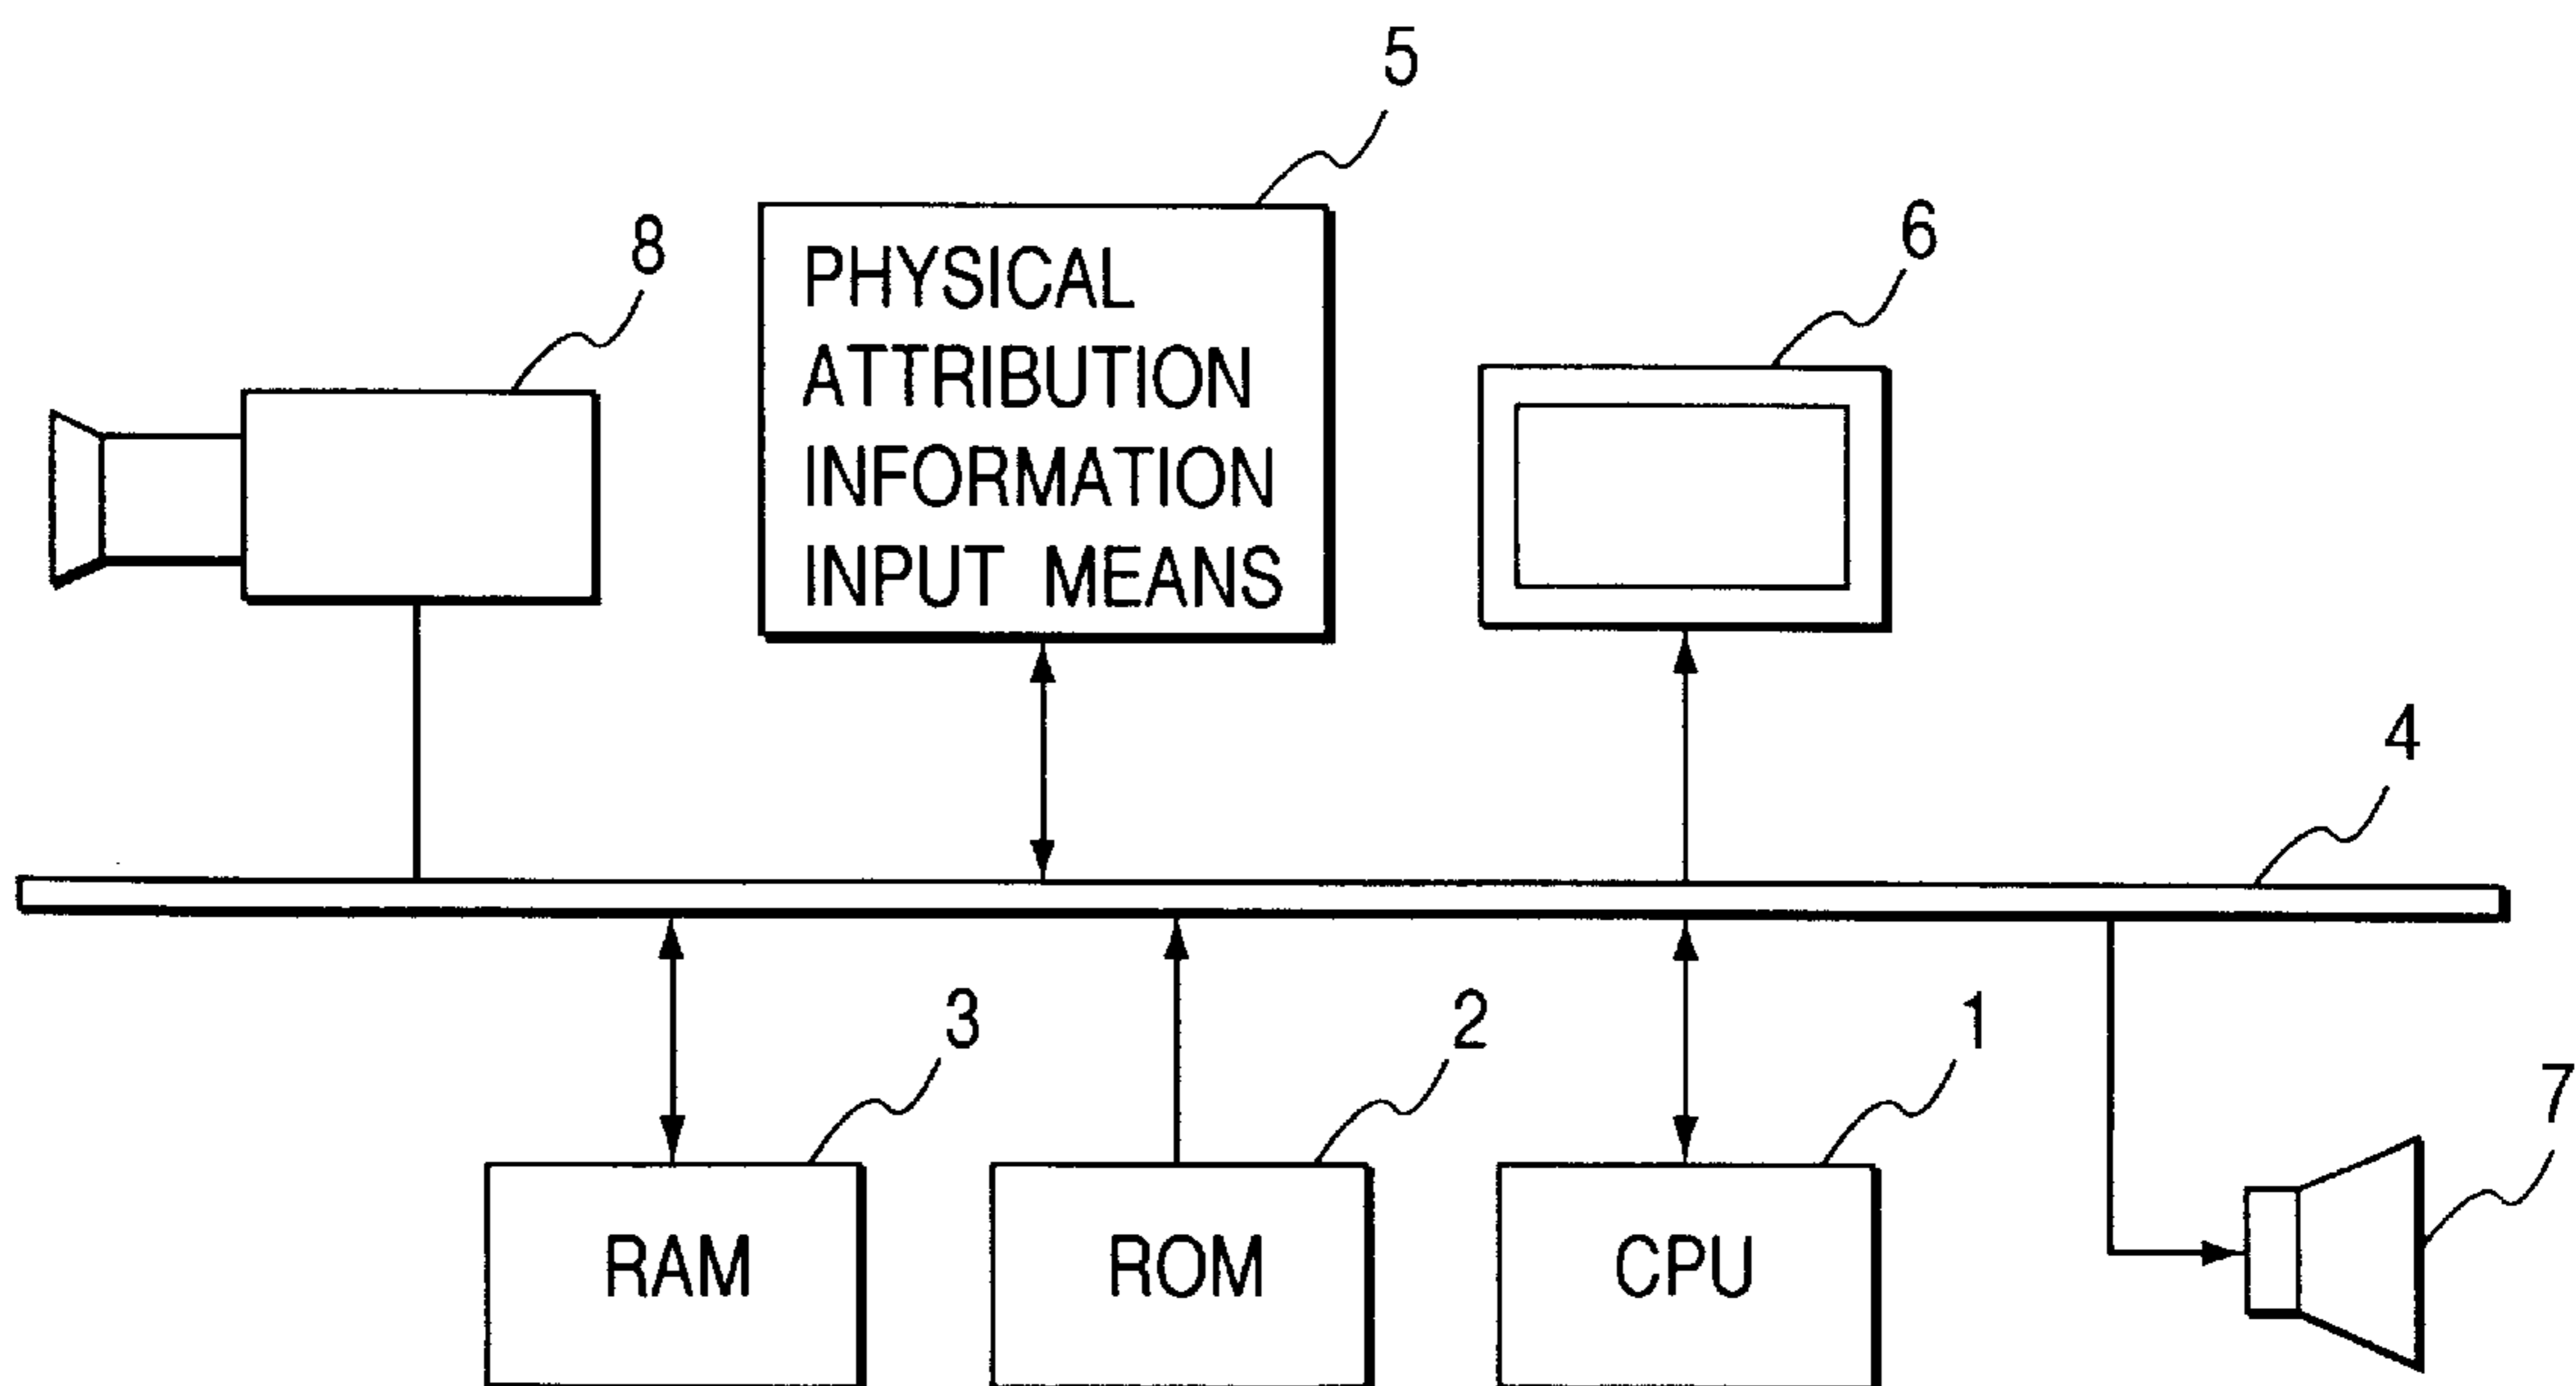 5
8
6
PHYSICAL
ATTRIBUTION
INFORMATION
INPUT MEANS
4
3
2
1
7
RAM
ROM
CPU